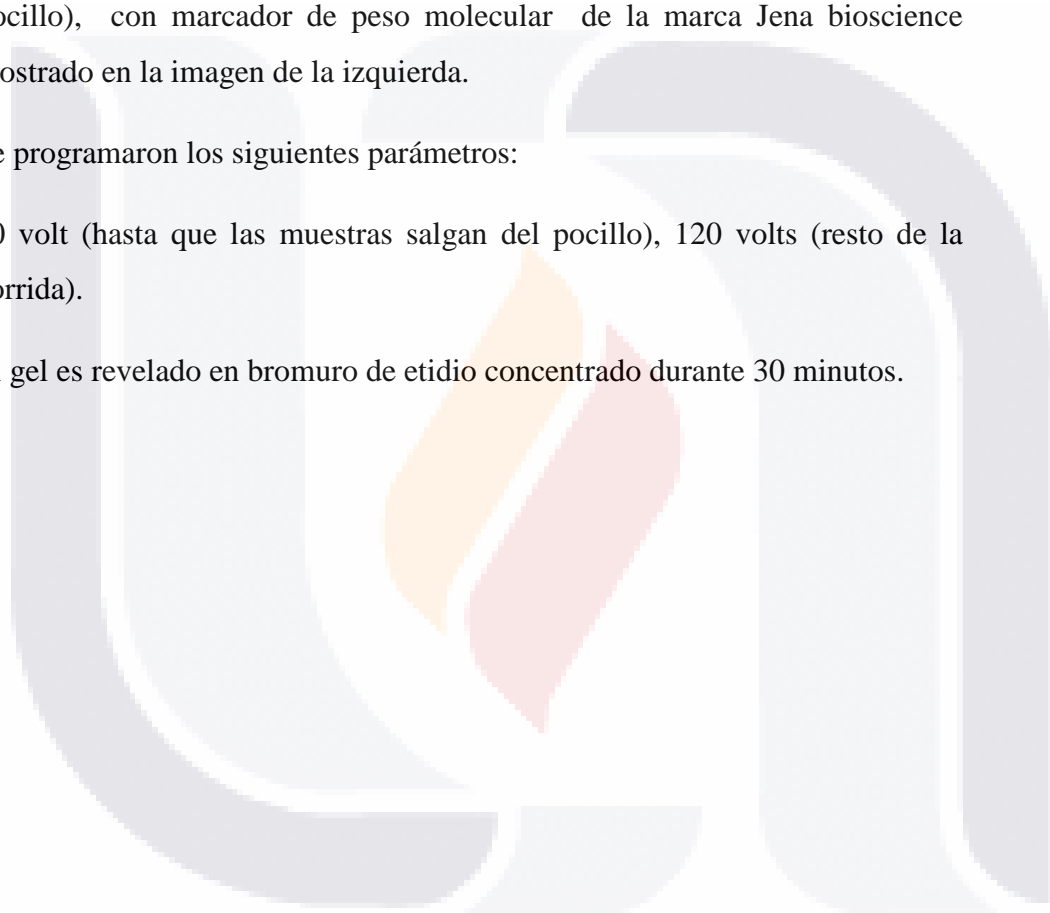 ocillo), con marcador de peso molecular de la marca Jena bioscience
ostrado en la imagen de la izquierda.
e programaron los siguientes parámetros:
0 volt (hasta que las muestras salgan del pocillo), 120 volts (resto de la
orrida).
gel es revelado en bromuro de etidio concentrado durante 30 minutos.